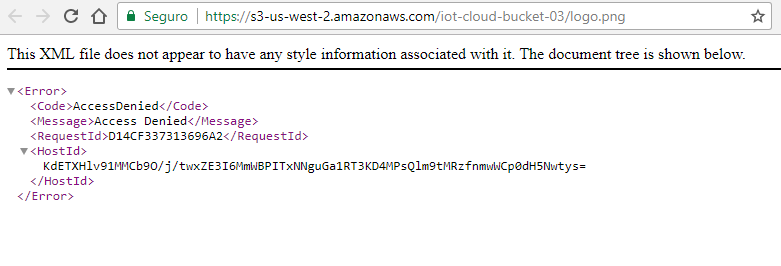 Seguro https://s3-us-west-2.amazonaws.com/iot-cloud-bucket-03/logo.png
This XML file does not appear to have any style information associated with it. The document tree is shown below.
<Error>
<Code>AccessDenied</Code>
<Message>Access Denied</Message>
<RequestId>D14CF337313696A2</RequestId>
<HostId>
KdETXHlv91MMCb9O/j/twxZE3I6MmWBPITxNNguGa1RT3KD4MPsQlm9tMRzfnmwWCp0dH5Nwtys=
</HostId>
</Error>